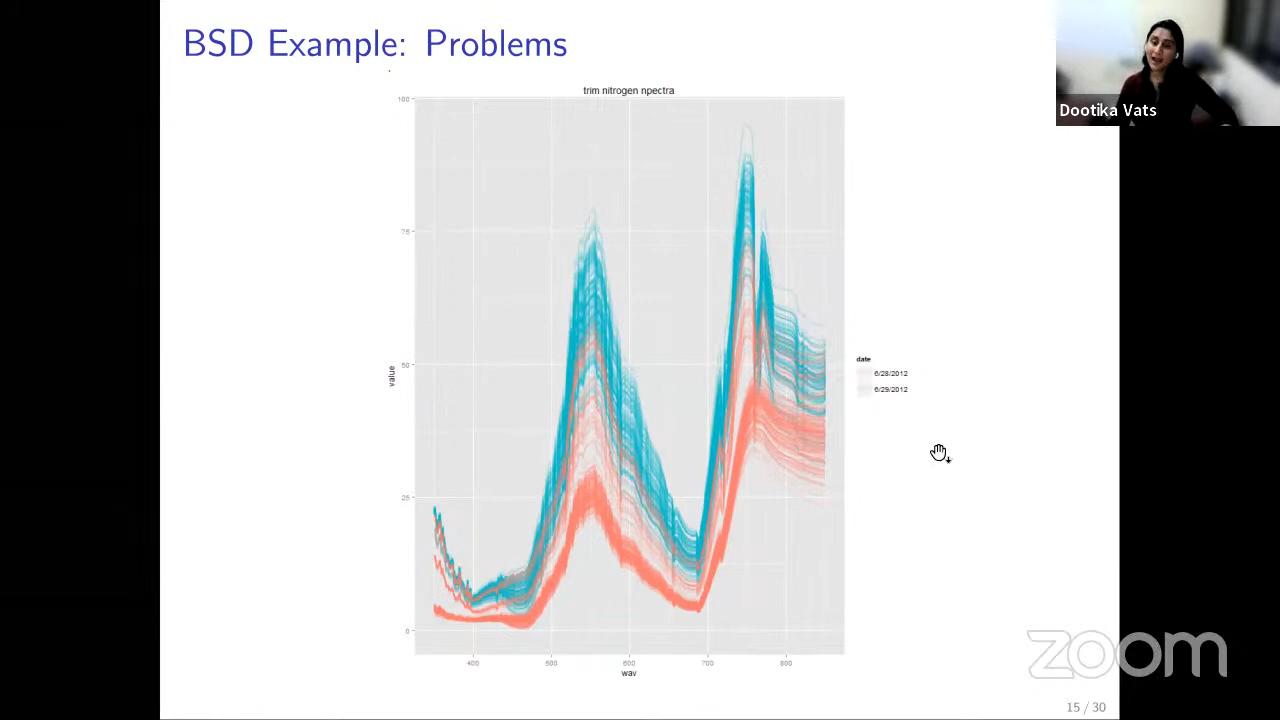 BSD Example: Problems
Dootika Vats
trim nitrogen npectra
100
75
50
25
0
value
400
500
600
700
800
wav
date
6/28/2012
6/29/2012
zoom
15 / 30